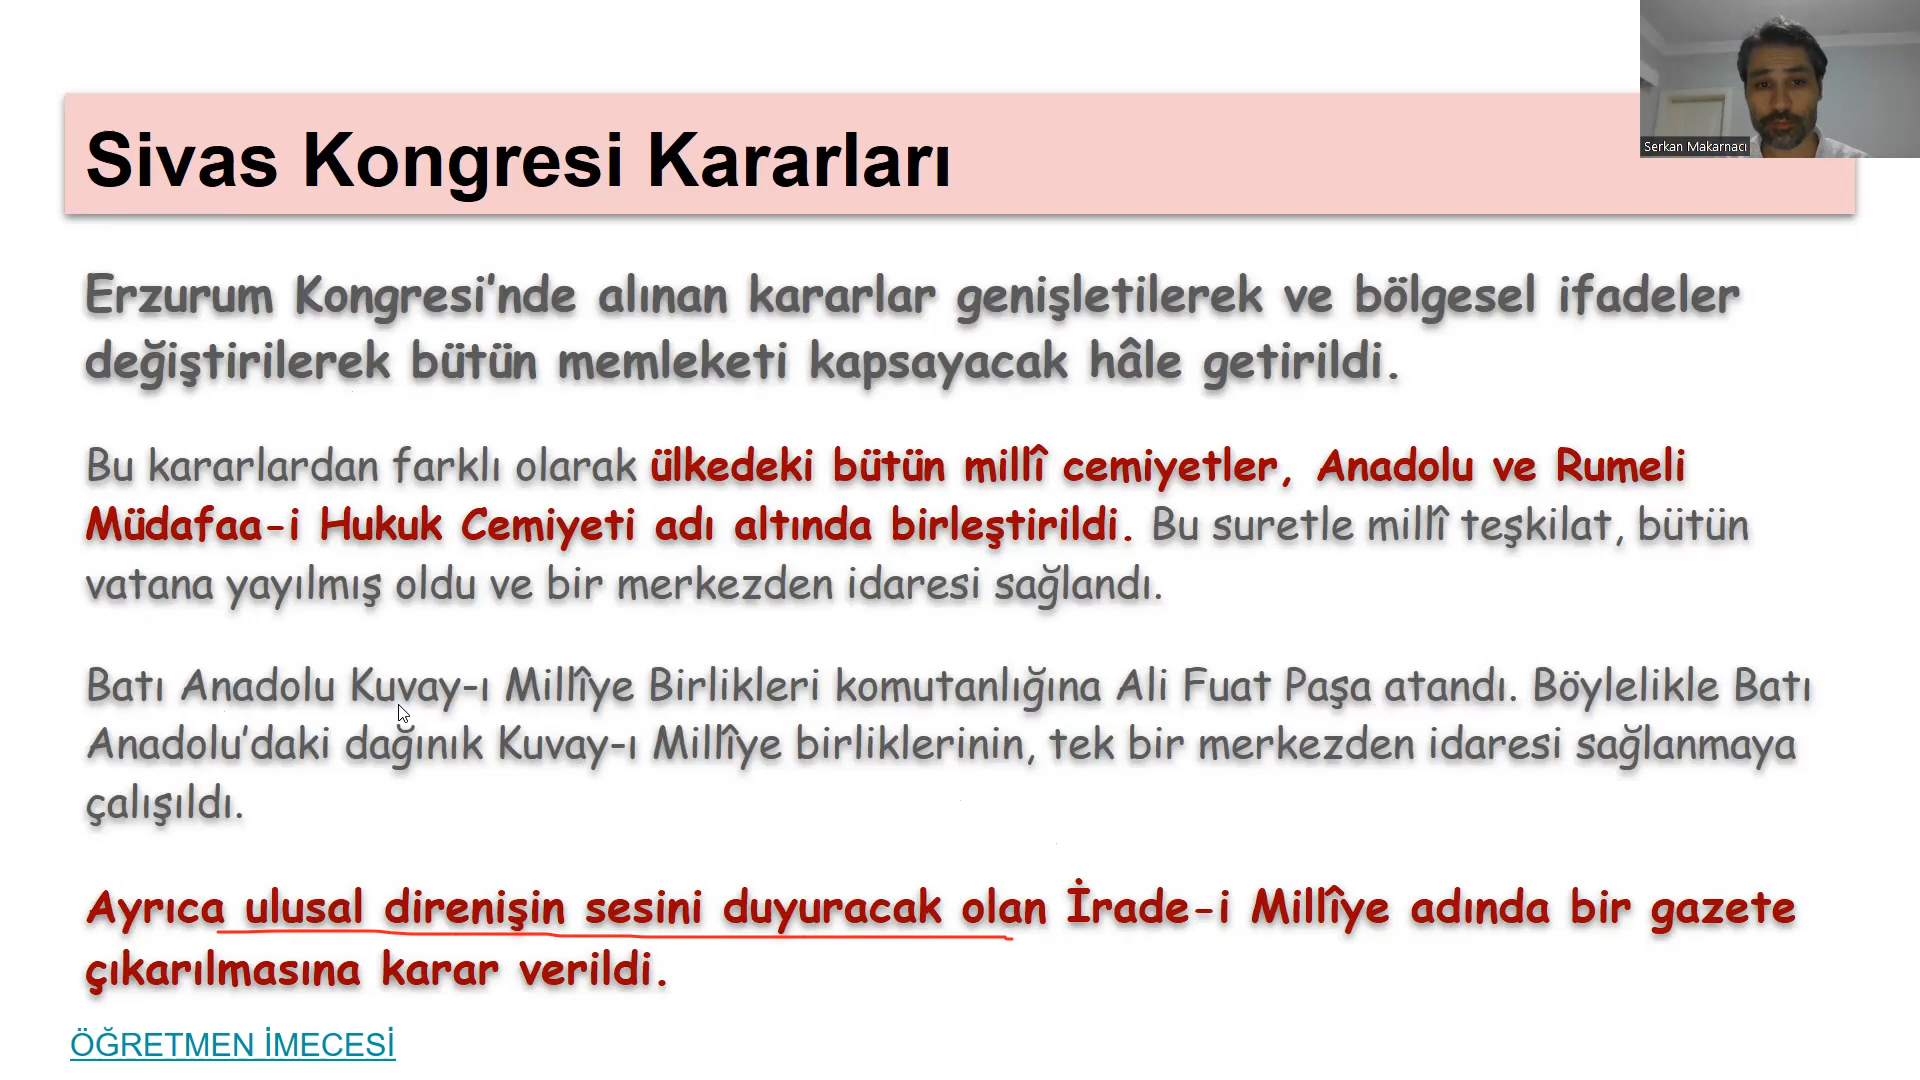 Serkan Makarnacı
Sivas Kongresi Kararları
Erzurum Kongresi’nde alınan kararlar genişletilerek ve bölgesel ifadeler
değiştirilerek bütün memleketi kapsayacak hâle getirildi.
Bu kararlardan farklı olarak ülkedeki bütün millî cemiyetler, Anadolu ve Rumeli
Müdafaa-i Hukuk Cemiyeti adı altında birleştirildi. Bu suretle millî teşkilat, bütün
vatana yayılmış oldu ve bir merkezden idaresi sağlandı.
Batı Anadolu Kuvay-ı Millîye Birlikleri komutanlığına Ali Fuat Paşa atandı. Böylelikle Batı
Anadolu’daki dağınık Kuvay-ı Millîye birliklerinin, tek bir merkezden idaresi sağlanmaya
çalışıldı.
Ayrıca ulusal direnişin sesini duyuracak olan İrade-i Millîye adında bir gazete
çıkarılmasına karar verildi.
ÖĞRETMEN İMECESİ